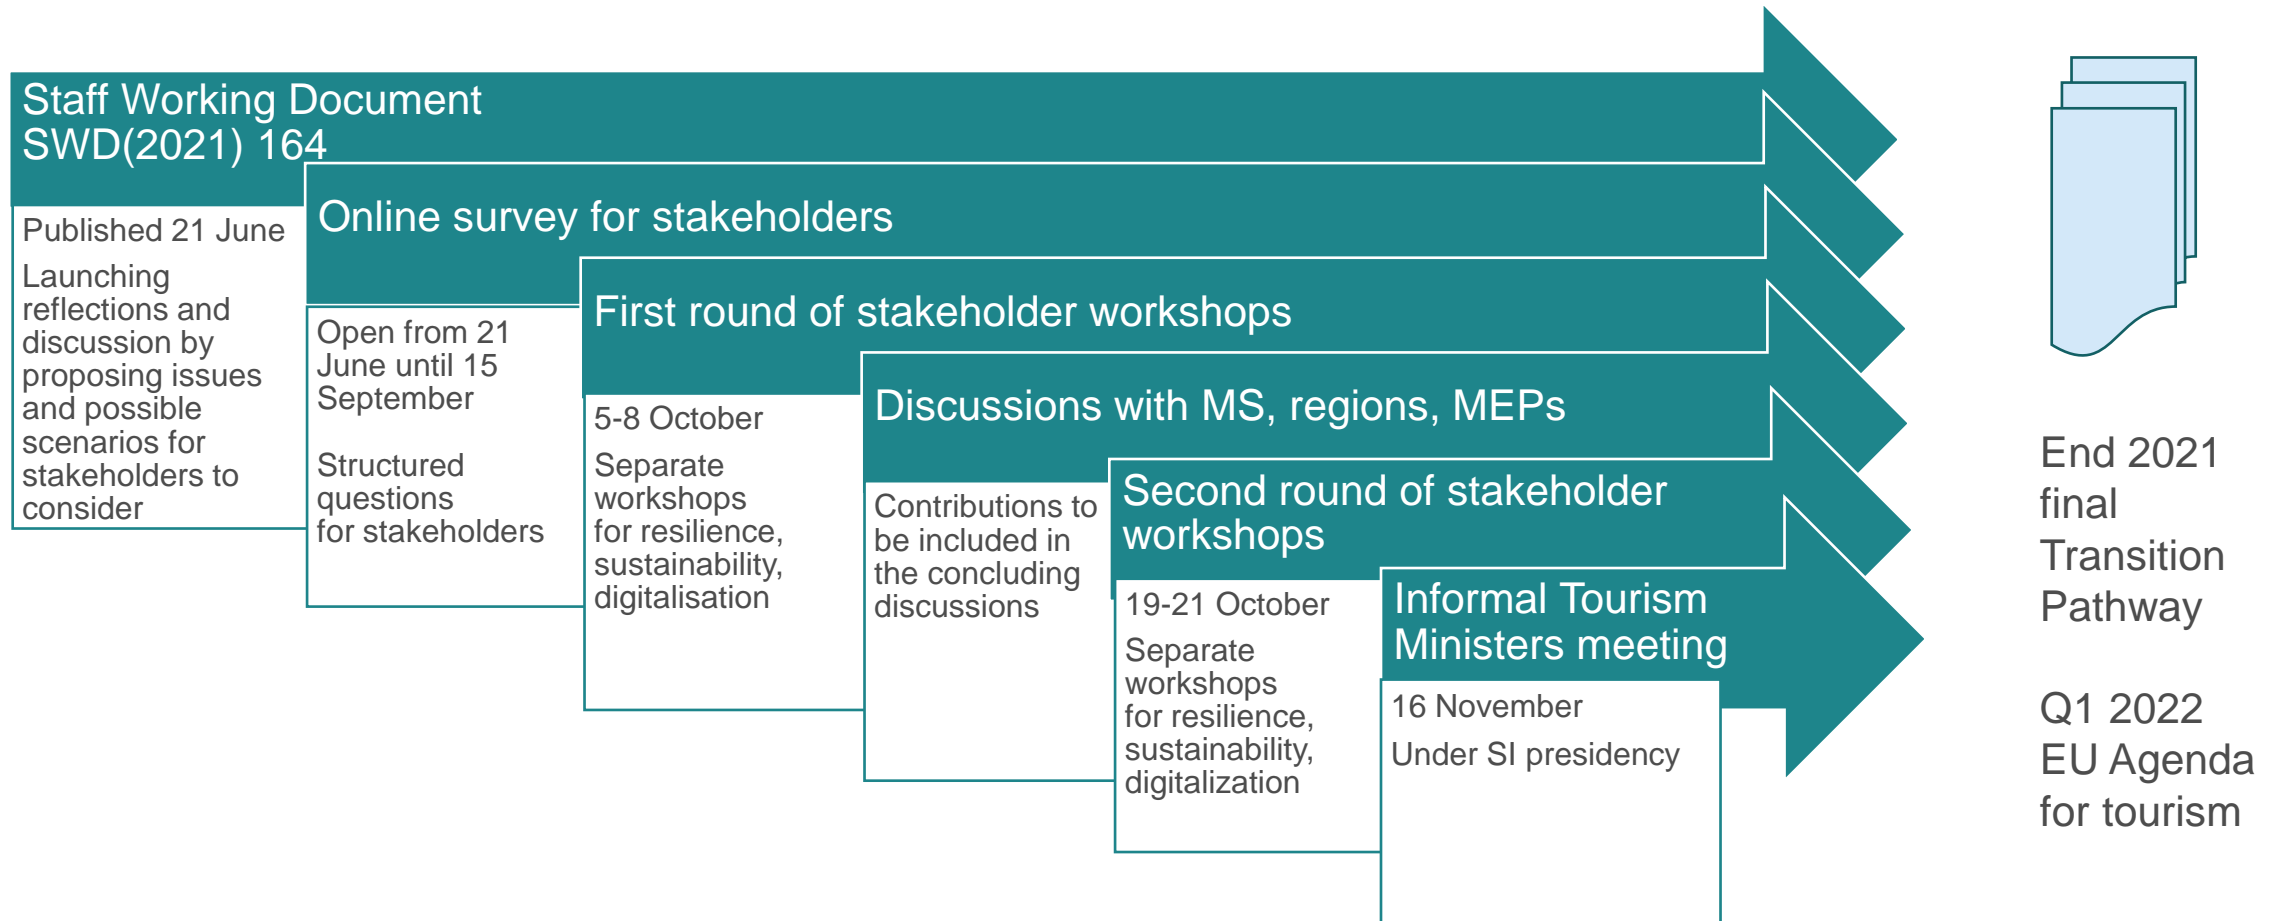 Staff Working Document
SWD(2021) 164
Published 21 June
Launching
reflections and
discussion by
proposing issues
and possible
scenarios for
stakeholders to
consider
Online survey for stakeholders
Open from 21
June until 15
September
Structured
questions
for stakeholders
First round of stakeholder workshops
5-8 October
Separate
workshops
for resilience,
sustainability,
digitalisation
Discussions with MS, regions, MEPs
Contributions to
be included in
the concluding
discussions
Second round of stakeholder
workshops
19-21 October
Separate
workshops
for resilience,
sustainability,
digitalization
Informal Tourism
Ministers meeting
16 November
Under SI presidency
End 2021
final
Transition
Pathway
Q1 2022
EU Agenda
for tourism